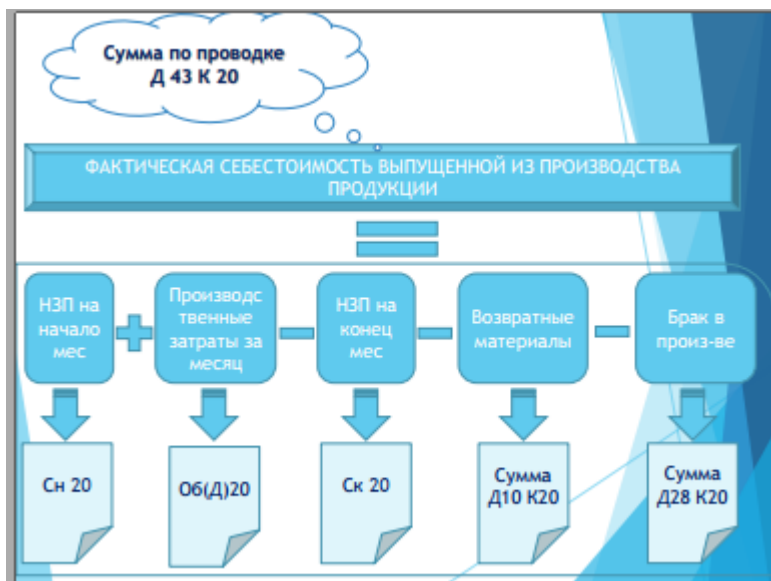 Сумма по проводке
Д 43 К 20
ФАКТИЧЕСКАЯ СЕБЕСТОИМОСТЬ ВЫПУЩЕННОЙ ИЗ ПРОИЗВОДСТВА
ПРОДУКЦИИ
НЗП на
начало
мес
Производс
твенные
затраты за
месяц
НЗП на
конец
мес
Возвратные
материалы
Брак в
произ-ве
Сн 20
Об(Д)20
Ск 20
Сумма
Д10 К20
Сумма
Д28 К20